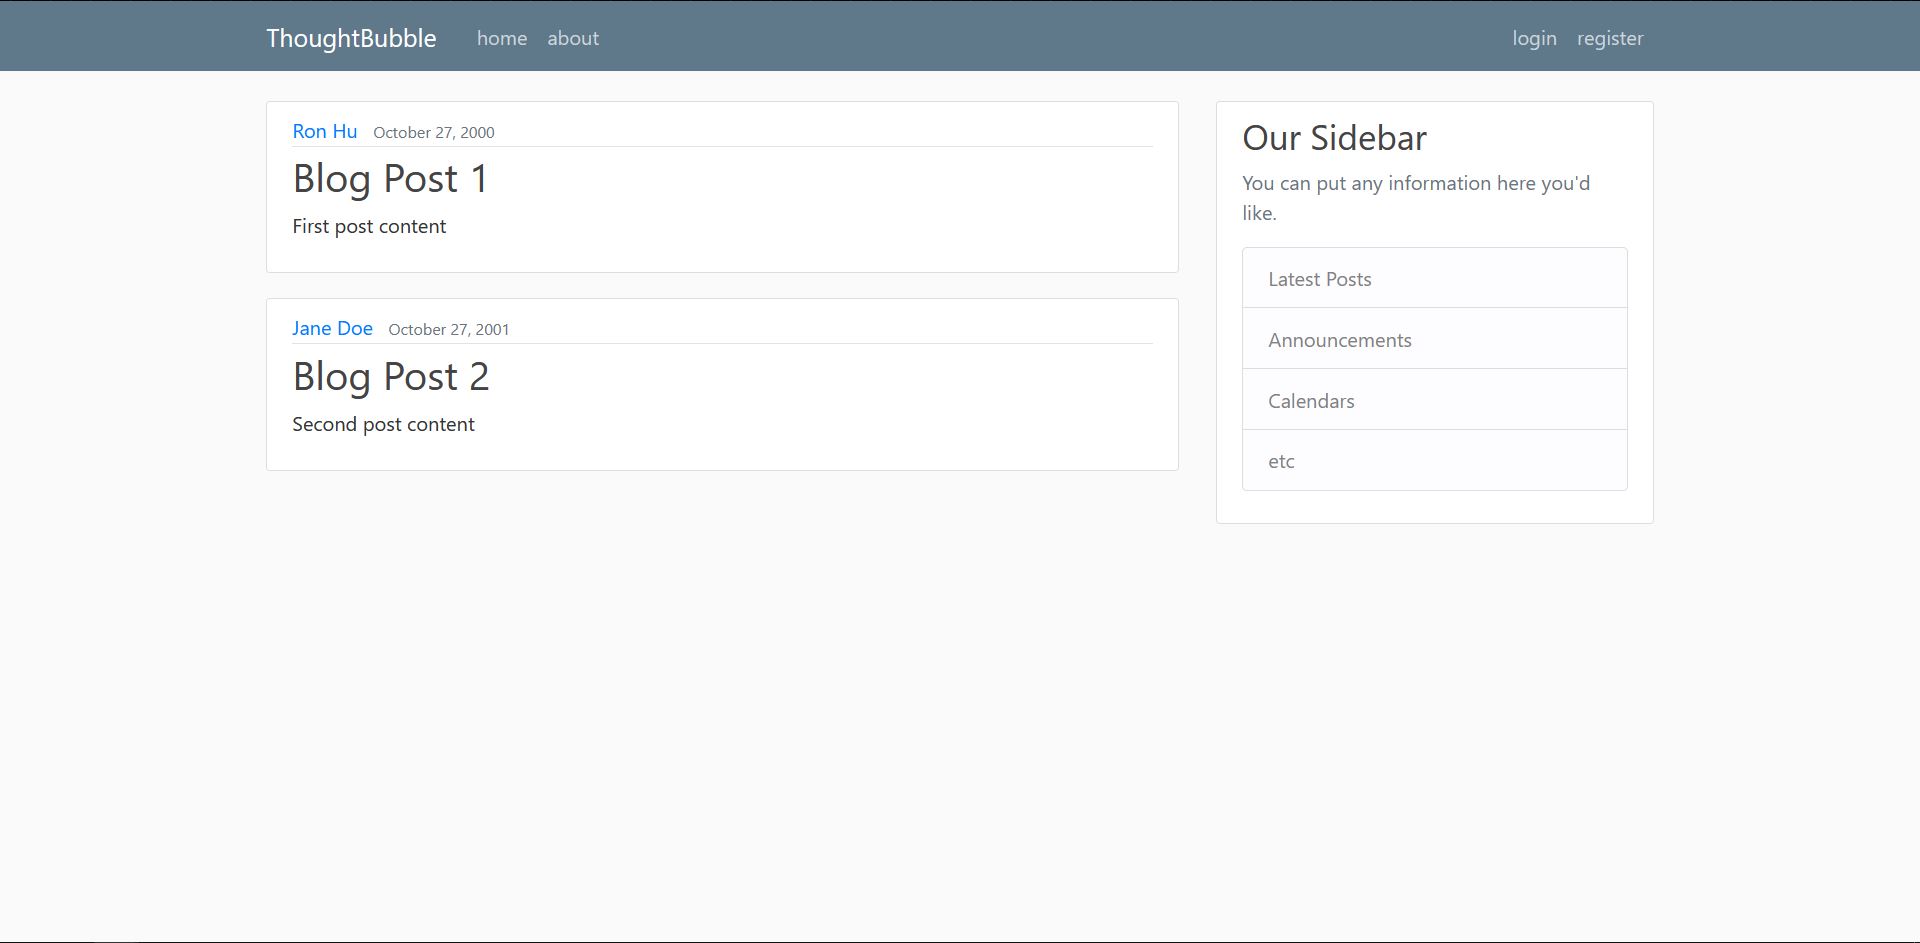 ThoughtBubble home about login register
Ron Hu October 27, 2000
Blog Post 1
First post content
Jane Doe October 27, 2001
Blog Post 2
Second post content
Our Sidebar
You can put any information here you'd
like.
Latest Posts
Announcements
Calendars
etc